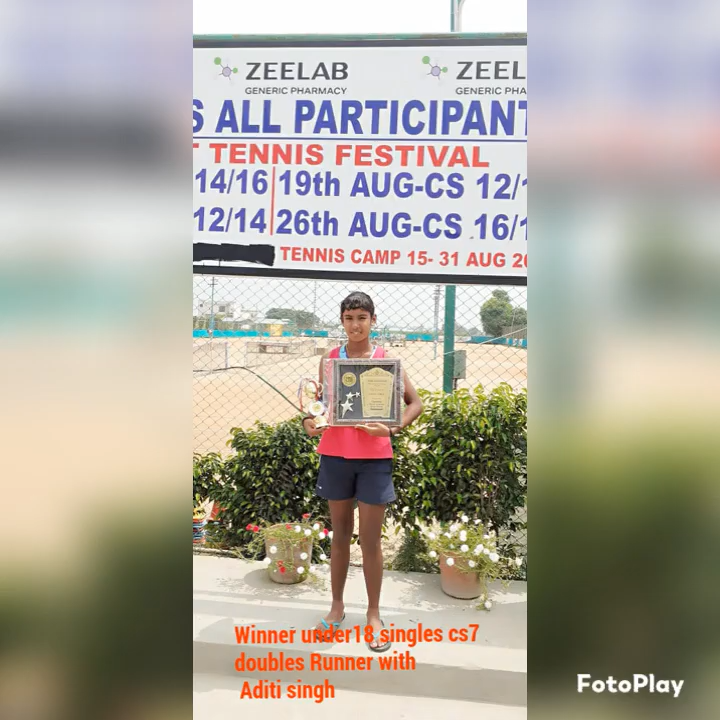 ZEELAB ZEEL
GENERIC PHARMACY GENERIC PHA
S ALL PARTICIPANT
TENNIS FESTIVAL
14/16 19th AUG-CS 12/1
12/14 26th AUG-CS 16/1
TENNIS CAMP 15- 31 AUG 20
Winner under18 singles cs7
doubles Runner with
Aditi singh
FotoPlay